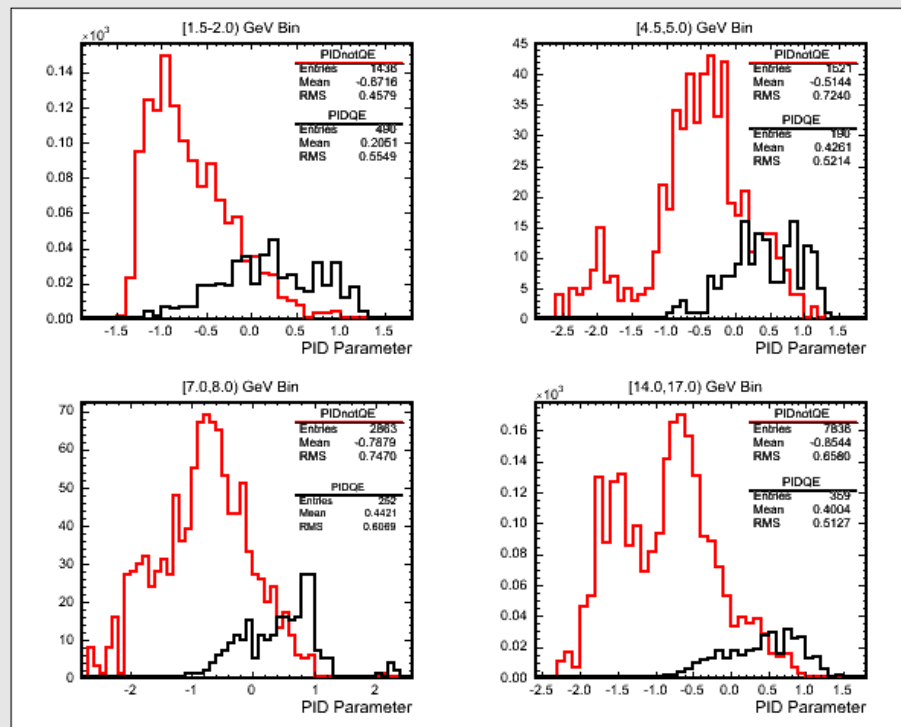 [1.5-2.0) GeV Bin
×10³
PIDnotQE
Entries 1438
Mean -0.6716
RMS 0.4579
PIDQE
Entries 490
Mean 0.2051
RMS 0.5549
0.14
0.12
0.10
0.08
0.06
0.04
0.02
0.00
-1.5 -1.0 -0.5 0.0 0.5 1.0 1.5
PID Parameter
[4.5,5.0) GeV Bin
PIDnotQE
Entries 1521
Mean -0.5144
RMS 0.7240
PIDQE
Entries 190
Mean 0.4261
RMS 0.5214
45
40
35
30
25
20
15
10
5
0
-2.5 -2.0 -1.5 -1.0 -0.5 0.0 0.5 1.0 1.5
PID Parameter
[7.0,8.0) GeV Bin
PIDnotQE
Entries 2863
Mean -0.7879
RMS 0.7470
PIDQE
Entries 252
Mean 0.4421
RMS 0.6069
70
60
50
40
30
20
10
0
-2 -1 0 1 2
PID Parameter
[14.0,17.0) GeV Bin
×10³
PIDnotQE
Entries 7836
Mean -0.8544
RMS 0.6580
PIDQE
Entries 359
Mean 0.4004
RMS 0.5127
0.16
0.14
0.12
0.10
0.08
0.06
0.04
0.02
0.00
-2.5 -2.0 -1.5 -1.0 -0.5 0.0 0.5 1.0 1.5
PID Parameter